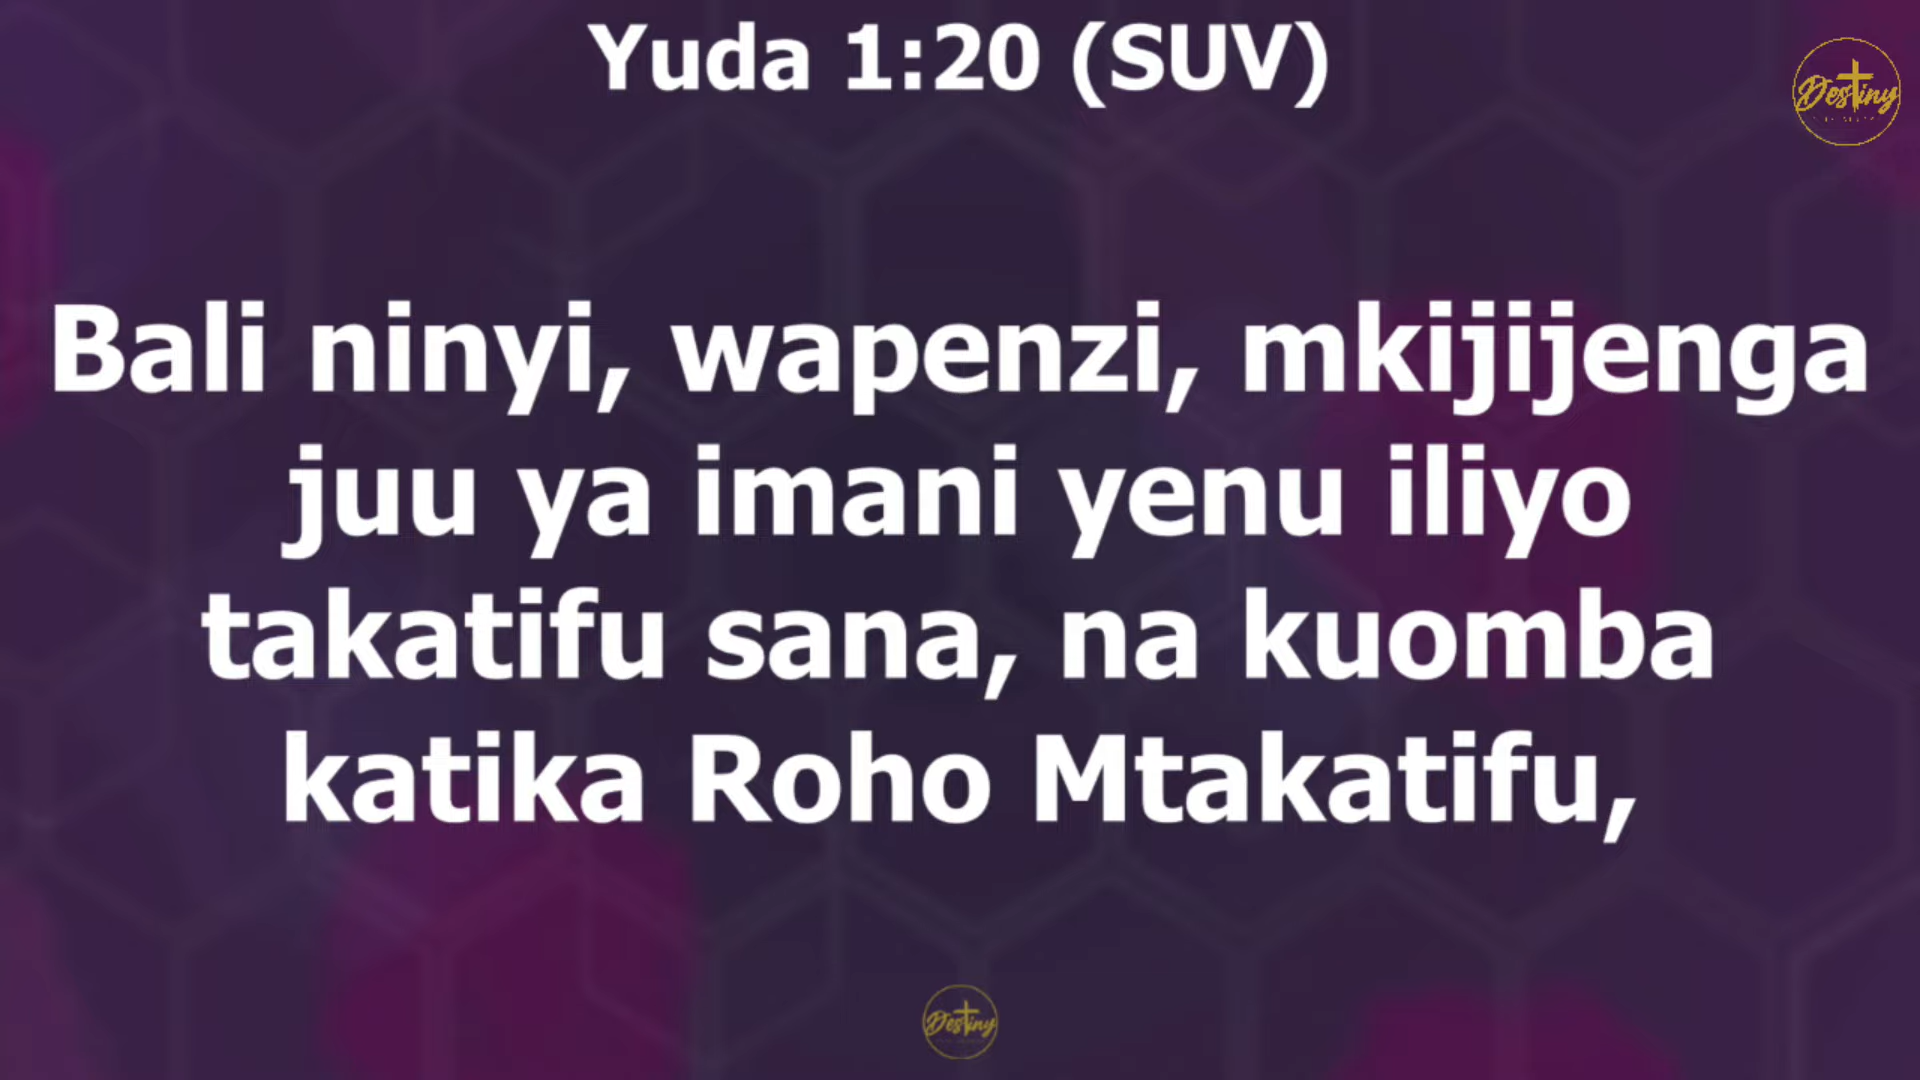 Yuda 1:20 (SUV)
Destiny
Bali ninyi, wapenzi, mkijijenga
juu ya imani yenu iliyo
takatifu sana, na kuomba
katika Roho Mtakatifu,
Destiny